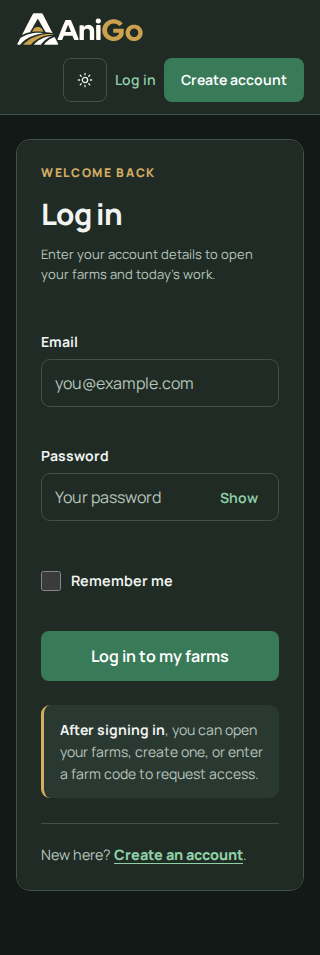 AniGo
Log in
Create account
WELCOME BACK
Log in
Enter your account details to open
your farms and today's work.
Email
you@example.com
Password
Your password
Show
Remember me
Log in to my farms
After signing in, you can open
your farms, create one, or enter
a farm code to request access.
New here? Create an account.